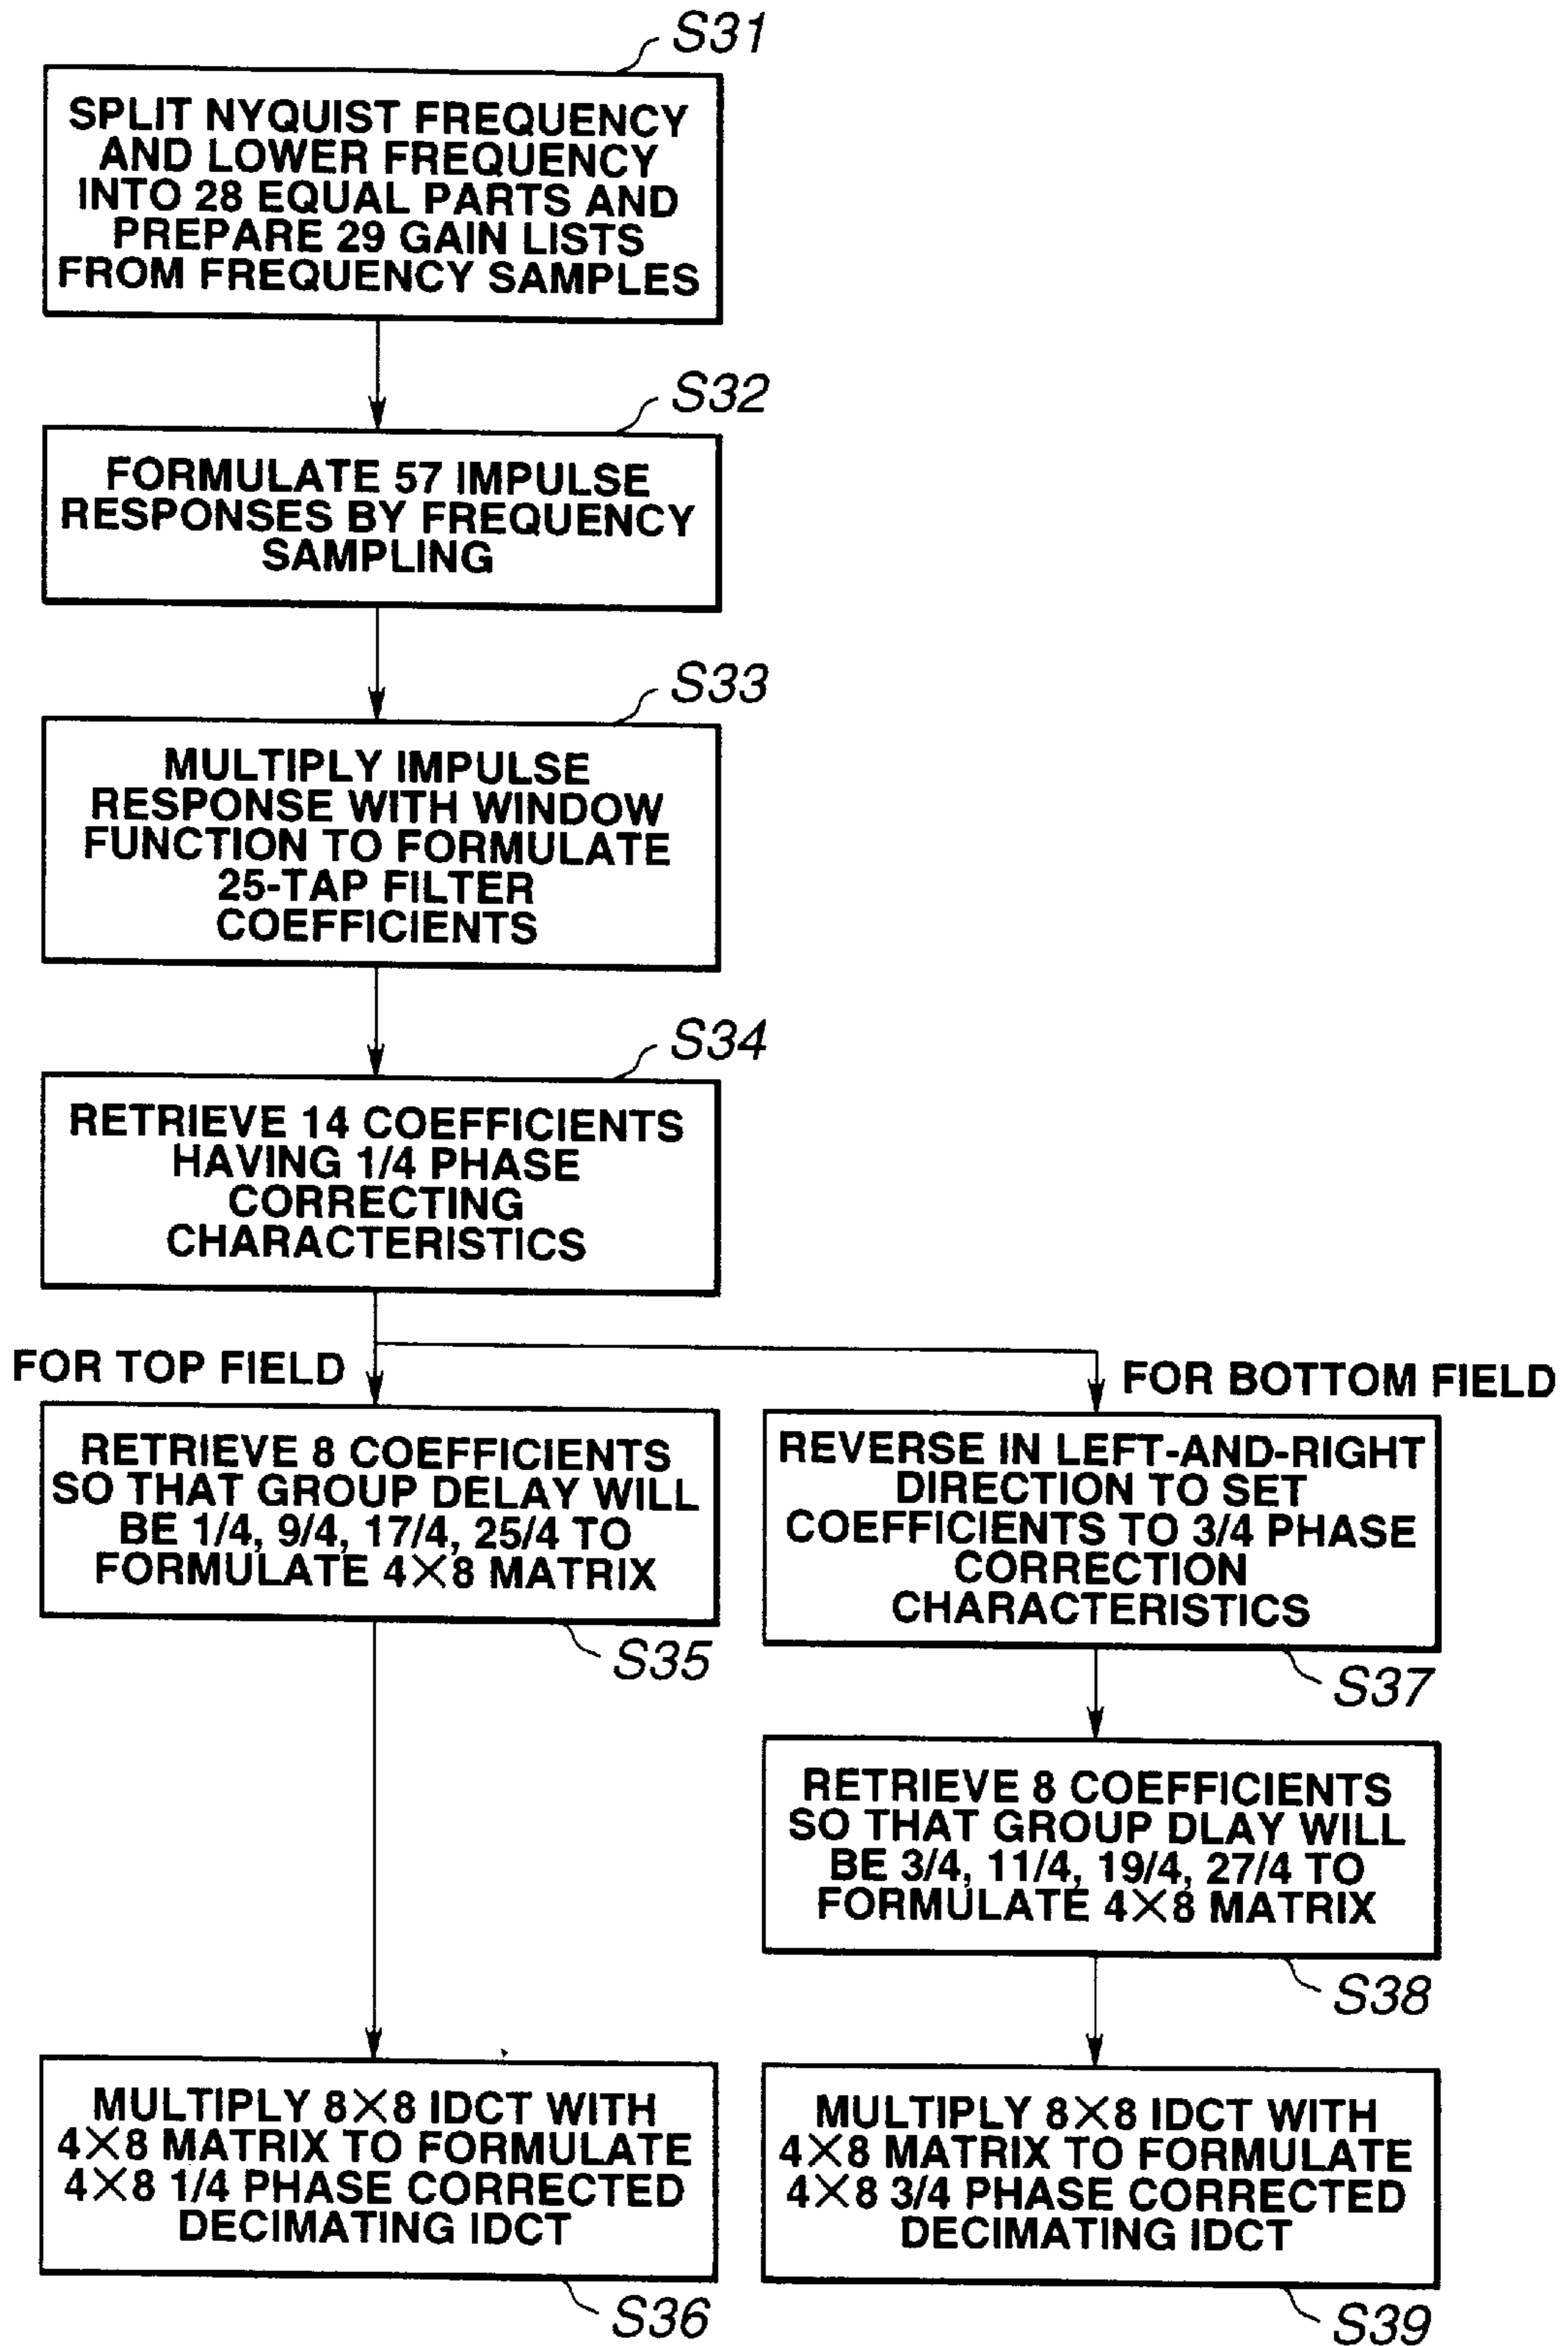 S31
SPLIT NYQUIST FREQUENCY
AND LOWER FREQUENCY
INTO 28 EQUAL PARTS AND
PREPARE 29 GAIN LISTS
FROM FREQUENCY SAMPLES
S32
FORMULATE 57 IMPULSE
RESPONSES BY FREQUENCY
SAMPLING
S33
MULTIPLY IMPULSE
RESPONSE WITH WINDOW
FUNCTION TO FORMULATE
25-TAP FILTER
COEFFICIENTS
S34
RETRIEVE 14 COEFFICIENTS
HAVING 1/4 PHASE
CORRECTING
CHARACTERISTICS
FOR TOP FIELD
FOR BOTTOM FIELD
RETRIEVE 8 COEFFICIENTS
SO THAT GROUP DELAY WILL
BE 1/4, 9/4, 17/4, 25/4 TO
FORMULATE 4×8 MATRIX
S35
REVERSE IN LEFT-AND-RIGHT
DIRECTION TO SET
COEFFICIENTS TO 3/4 PHASE
CORRECTION
CHARACTERISTICS
S37
RETRIEVE 8 COEFFICIENTS
SO THAT GROUP DLAY WILL
BE 3/4, 11/4, 19/4, 27/4 TO
FORMULATE 4×8 MATRIX
S38
MULTIPLY 8×8 IDCT WITH
4×8 MATRIX TO FORMULATE
4×8 1/4 PHASE CORRECTED
DECIMATING IDCT
S36
MULTIPLY 8×8 IDCT WITH
4×8 MATRIX TO FORMULATE
4×8 3/4 PHASE CORRECTED
DECIMATING IDCT
S39